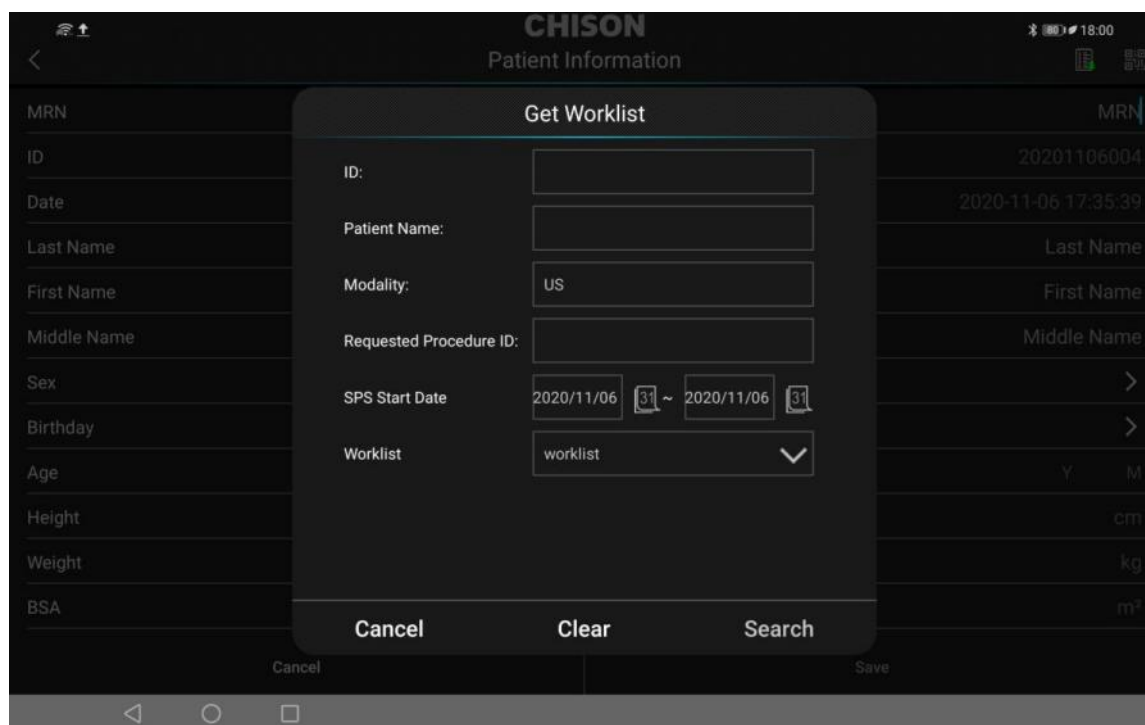 CHISON
80 18:00
Patient Information
Get Worklist
MRN MRN
ID 20201106004
ID:
Date 2020-11-06 17:35:39
Patient Name:
Last Name Last Name
Modality: US
First Name First Name
Requested Procedure ID:
Middle Name Middle Name
Sex
SPS Start Date 2020/11/06 31 ~ 2020/11/06 31
Birthday
Worklist worklist
Age Y M
Height cm
Weight kg
BSA m²
Cancel Clear Search
Cancel Save